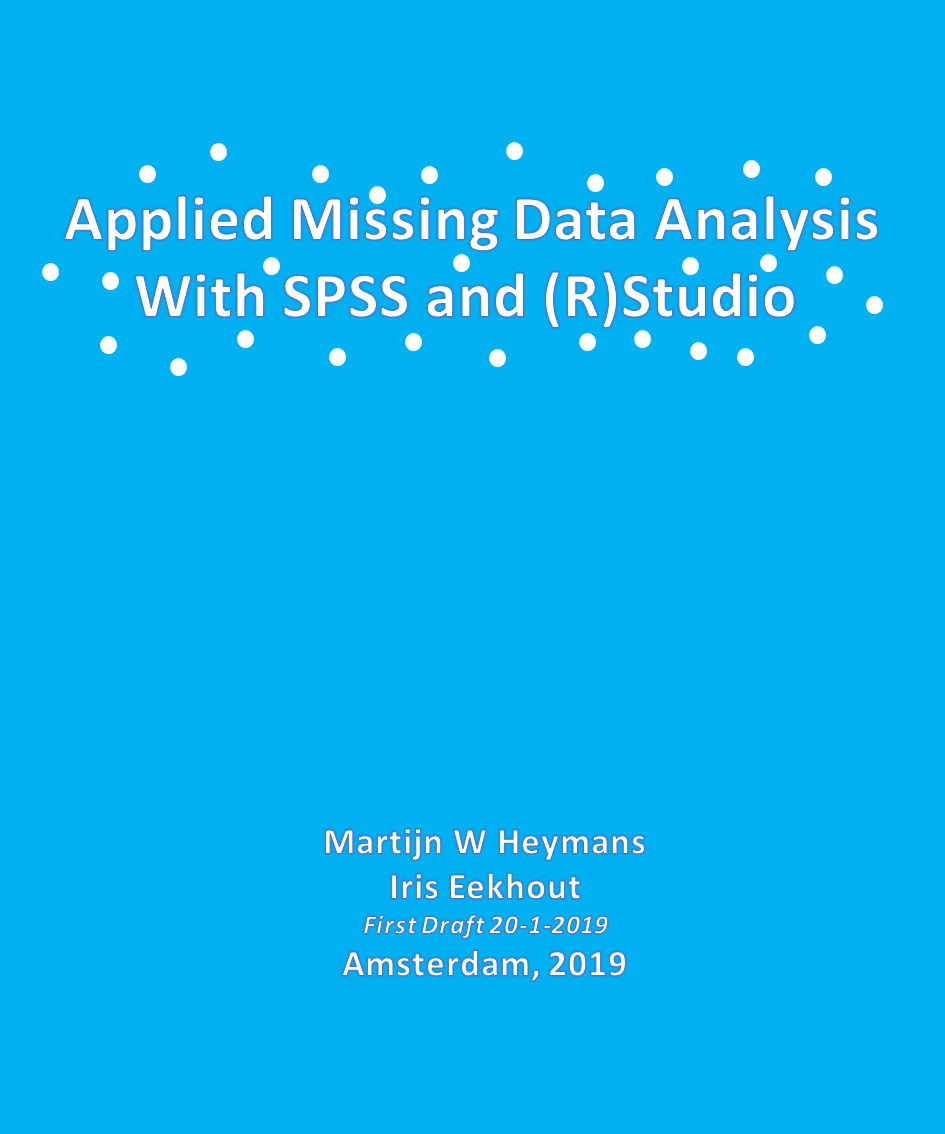 Applied Missing Data Analysis
With SPSS and (R)Studio
Martijn W Heymans
Iris Eekhout
First Draft 20-1-2019
Amsterdam, 2019